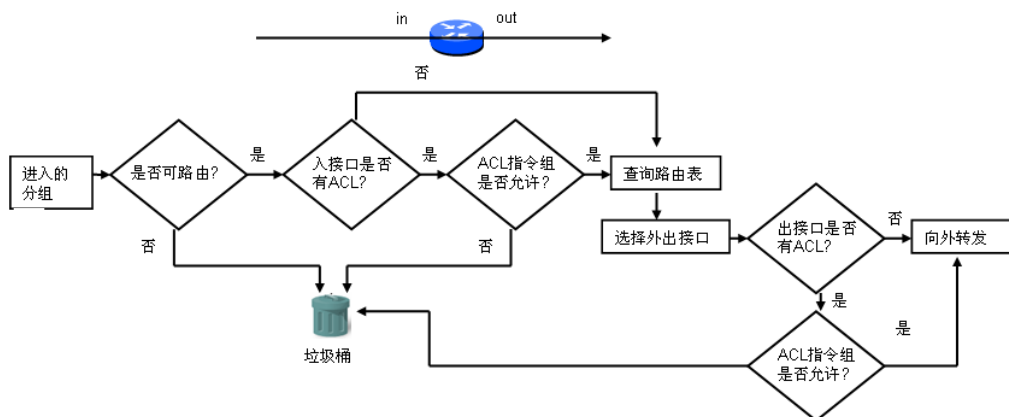 in
out
否
进入的
分组
是否可路由?
是
入接口是否
有ACL?
是
ACL指令组
是否允许?
是
查询路由表
选择外出接口
出接口是否
有ACL?
否
向外转发
否
否
是
垃圾桶
ACL指令组
是否允许?
是